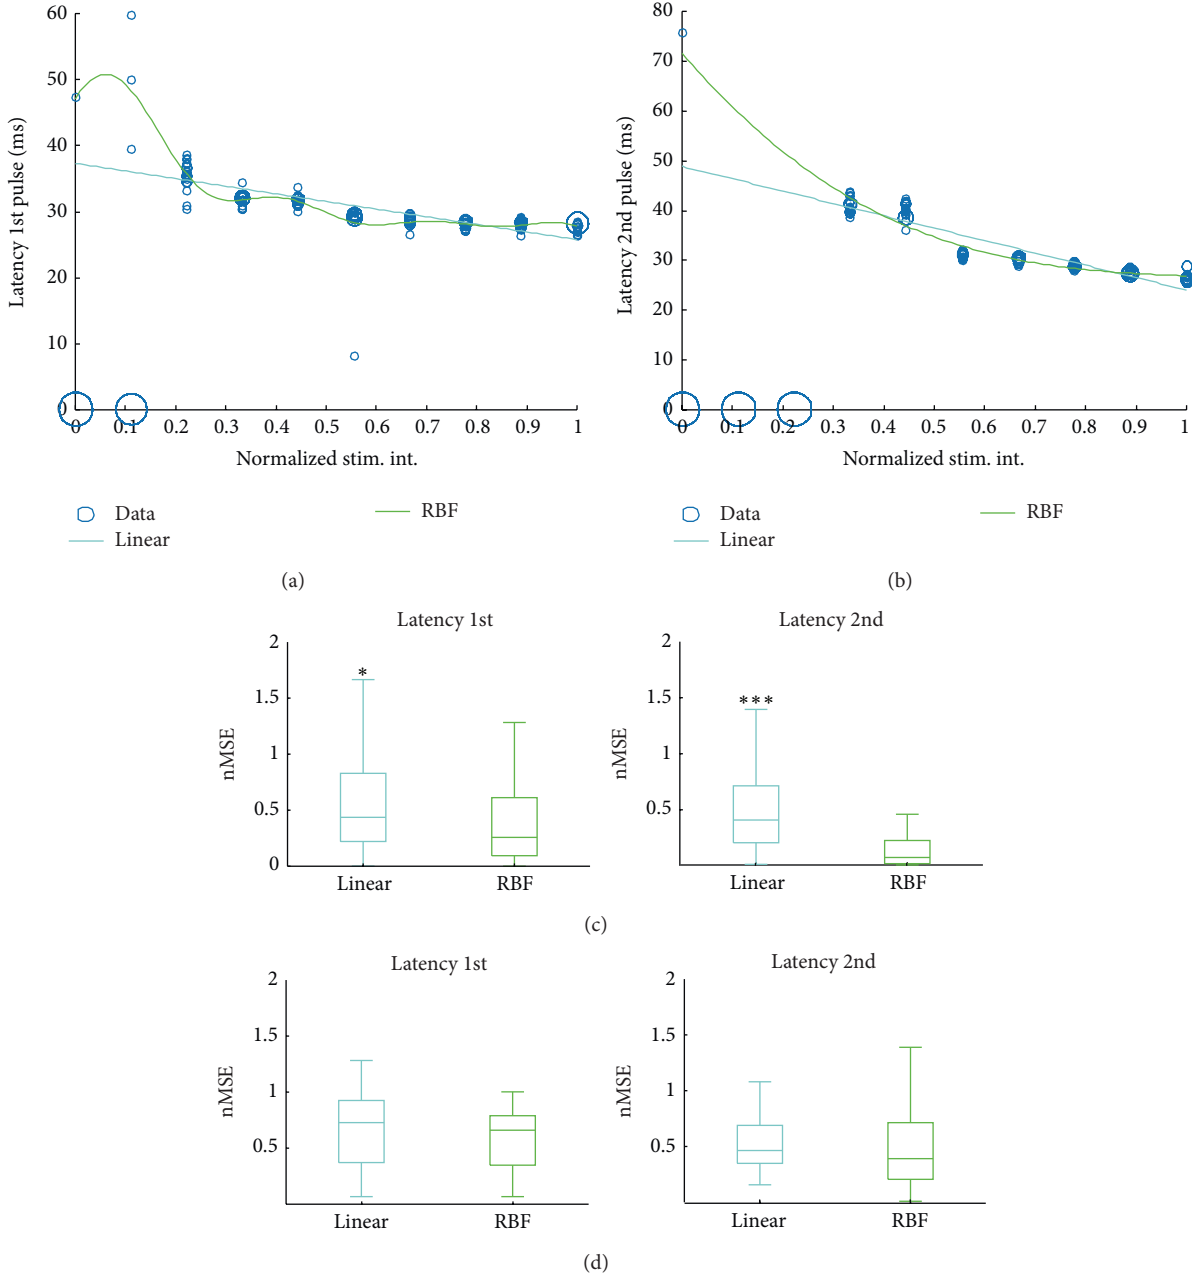 60
50
40
30
20
10
0
Latency 1st pulse (ms)
0
0.1
0.2
0.3
0.4
0.5
0.6
0.7
0.8
0.9
1
Normalized stim. int.
Data
Linear
RBF
(a)
80
70
60
50
40
30
20
10
0
Latency 2nd pulse (ms)
0
0.1
0.2
0.3
0.4
0.5
0.6
0.7
0.8
0.9
1
Normalized stim. int.
Data
Linear
RBF
(b)
Latency 1st
2
1.5
1
0.5
0
nMSE
*
Linear
RBF
Latency 2nd
2
1.5
1
0.5
nMSE
***
Linear
RBF
(c)
Latency 1st
2
1.5
1
0.5
nMSE
Linear
RBF
Latency 2nd
2
1.5
1
0.5
nMSE
Linear
RBF
(d)